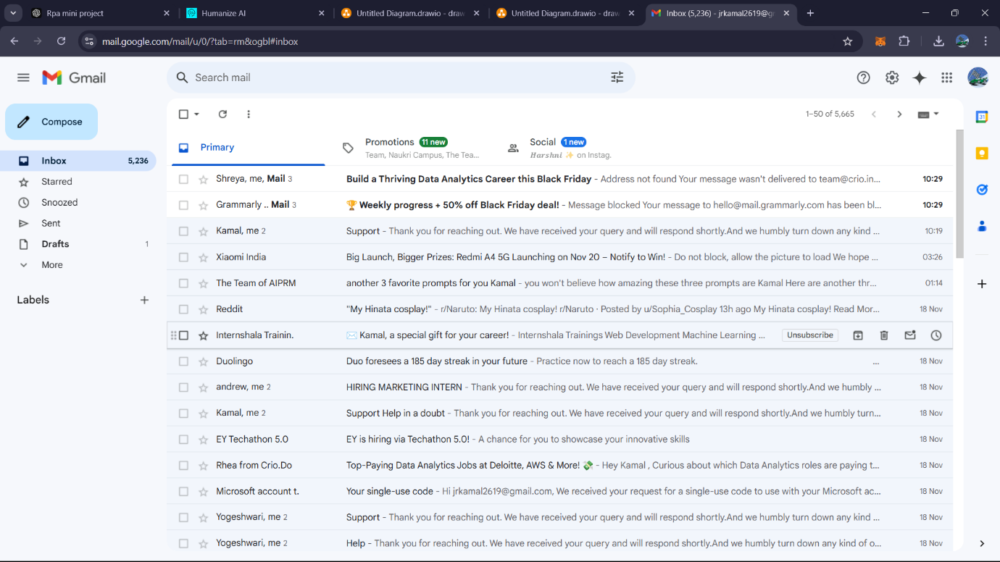 Rpa mini project
Humanize AI
Untitled Diagram.drawio - draw
Untitled Diagram.drawio - draw
Inbox (5,236) - jrkamal2619@gr
mail.google.com/mail/u/0/?tab=rm&ogbl#inbox
Gmail
Search mail
Compose
1–50 of 5,665
Primary
Promotions 11 new
Team, Naukri Campus, The Tea...
Social 1 new
𝑯𝒂𝒓𝒔𝒉𝒏𝒊 ✨ on Instag.
Inbox 5,236
Starred
Snoozed
Sent
Drafts 1
More
Labels
Shreya, me, Mail 3 Build a Thriving Data Analytics Career this Black Friday - Address not found Your message wasn't delivered to team@crio.in... 10:29
Grammarly .. Mail 3 🏆 Weekly progress + 50% off Black Friday deal! - Message blocked Your message to hello@mail.grammarly.com has been bl... 10:29
Kamal, me 2 Support - Thank you for reaching out. We have received your query and will respond shortly.And we humbly turn down any kind ... 10:19
Xiaomi India Big Launch, Bigger Prizes: Redmi A4 5G Launching on Nov 20 – Notify to Win! - Do not block, allow the picture to load We hope ... 03:26
The Team of AIPRM another 3 favorite prompts for you Kamal - you won't believe how amazing these three prompts are Kamal Here are another thr... 01:14
Reddit "My Hinata cosplay!" - r/Naruto: My Hinata cosplay! r/Naruto · Posted by u/Sophia_Cosplay 13h ago My Hinata cosplay! Read Mor... 18 Nov
Internshala Trainin. ✉️ Kamal, a special gift for your career! - Internshala Trainings Web Development Machine Learning ... Unsubscribe
Duolingo Duo foresees a 185 day streak in your future - Practice now to reach a 185 day streak. ... 18 Nov
andrew, me 2 HIRING MARKETING INTERN - Thank you for reaching out. We have received your query and will respond shortly.And we humbly ... 18 Nov
Kamal, me 2 Support Help in a doubt - Thank you for reaching out. We have received your query and will respond shortly.And we humbly turn... 18 Nov
EY Techathon 5.0 EY is hiring via Techathon 5.0! - A chance for you to showcase your innovative skills 18 Nov
Rhea from Crio.Do Top-Paying Data Analytics Jobs at Deloitte, AWS & More! 💸 - Hey Kamal , Curious about which Data Analytics roles are paying t... 18 Nov
Microsoft account t. Your single-use code - Hi jrkamal2619@gmail.com, We received your request for a single-use code to use with your Microsoft ac... 18 Nov
Yogeshwari, me 2 Support - Thank you for reaching out. We have received your query and will respond shortly.And we humbly turn down any kind ... 18 Nov
Yogeshwari, me 2 Help - Thank you for reaching out. We have received your query and will respond shortly.And we humbly turn down any kind of o... 18 Nov
31